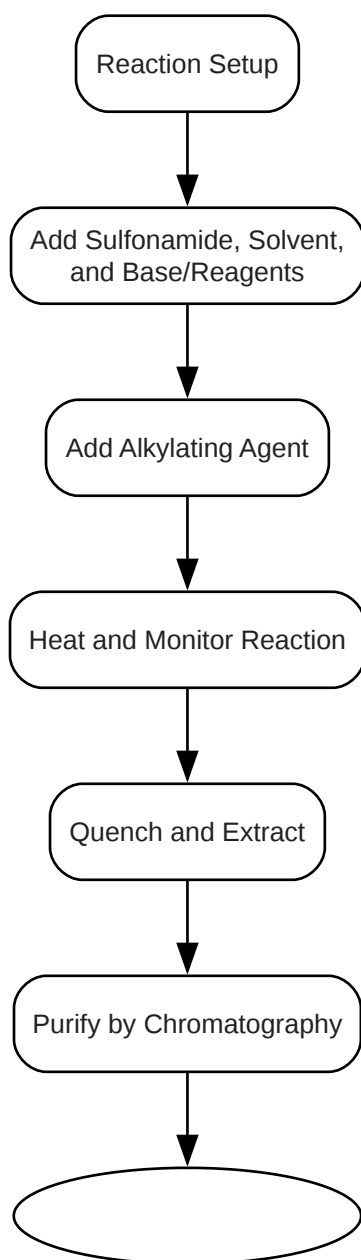 Reaction Setup
Add Sulfonamide, Solvent,
and Base/Reagents
Add Alkylating Agent
Heat and Monitor Reaction
Quench and Extract
Purify by Chromatography